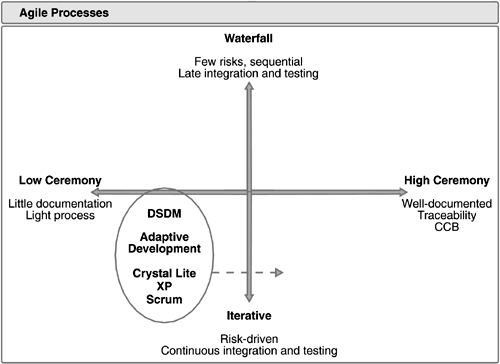 Agile Processes
Waterfall
Few risks, sequential
Late integration and testing
Low Ceremony
Little documentation
Light process
High Ceremony
Well-documented
Traceability
CCB
DSDM
Adaptive
Development
Crystal Lite
XP
Scrum
Iterative
Risk-driven
Continuous integration and testing